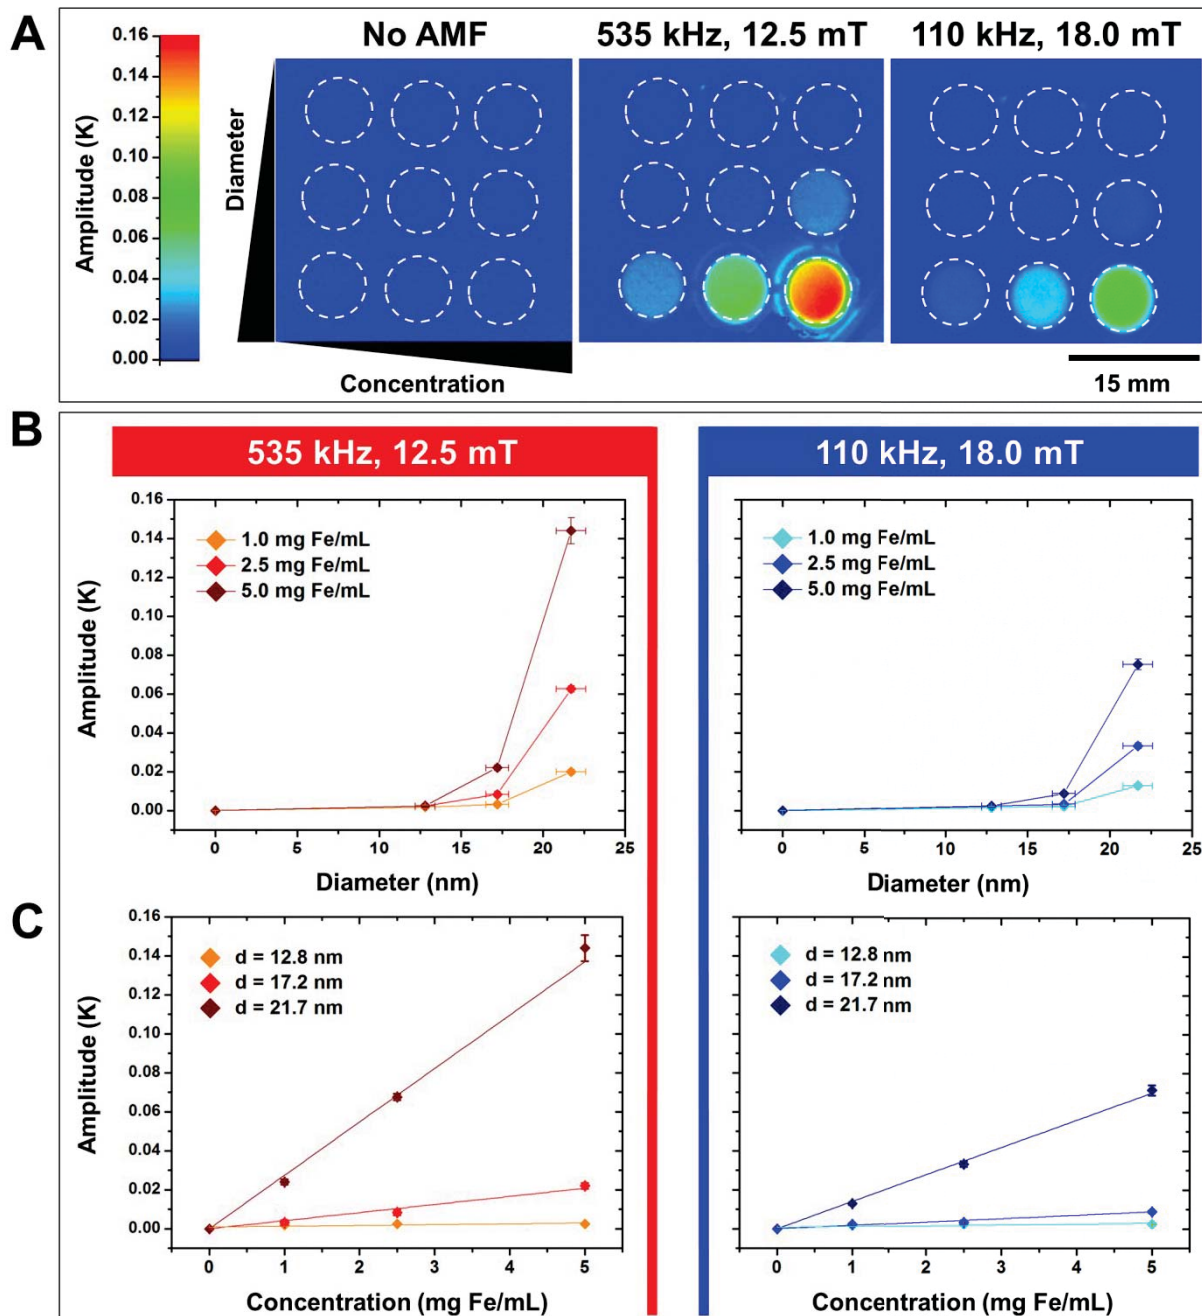 A
No AMF
535 kHz, 12.5 mT
110 kHz, 18.0 mT
Amplitude (K)
0.16
0.14
0.12
0.10
0.08
0.06
0.04
0.02
0.00
Diameter
Concentration
15 mm
B
535 kHz, 12.5 mT
Amplitude (K)
0.16
0.14
0.12
0.10
0.08
0.06
0.04
0.02
0.00
1.0 mg Fe/mL
2.5 mg Fe/mL
5.0 mg Fe/mL
0 5 10 15 20 25
Diameter (nm)
110 kHz, 18.0 mT
1.0 mg Fe/mL
2.5 mg Fe/mL
5.0 mg Fe/mL
0 5 10 15 20 25
Diameter (nm)
C
Amplitude (K)
0.16
0.14
0.12
0.10
0.08
0.06
0.04
0.02
0.00
d = 12.8 nm
d = 17.2 nm
d = 21.7 nm
0 1 2 3 4 5
Concentration (mg Fe/mL)
d = 12.8 nm
d = 17.2 nm
d = 21.7 nm
0 1 2 3 4 5
Concentration (mg Fe/mL)